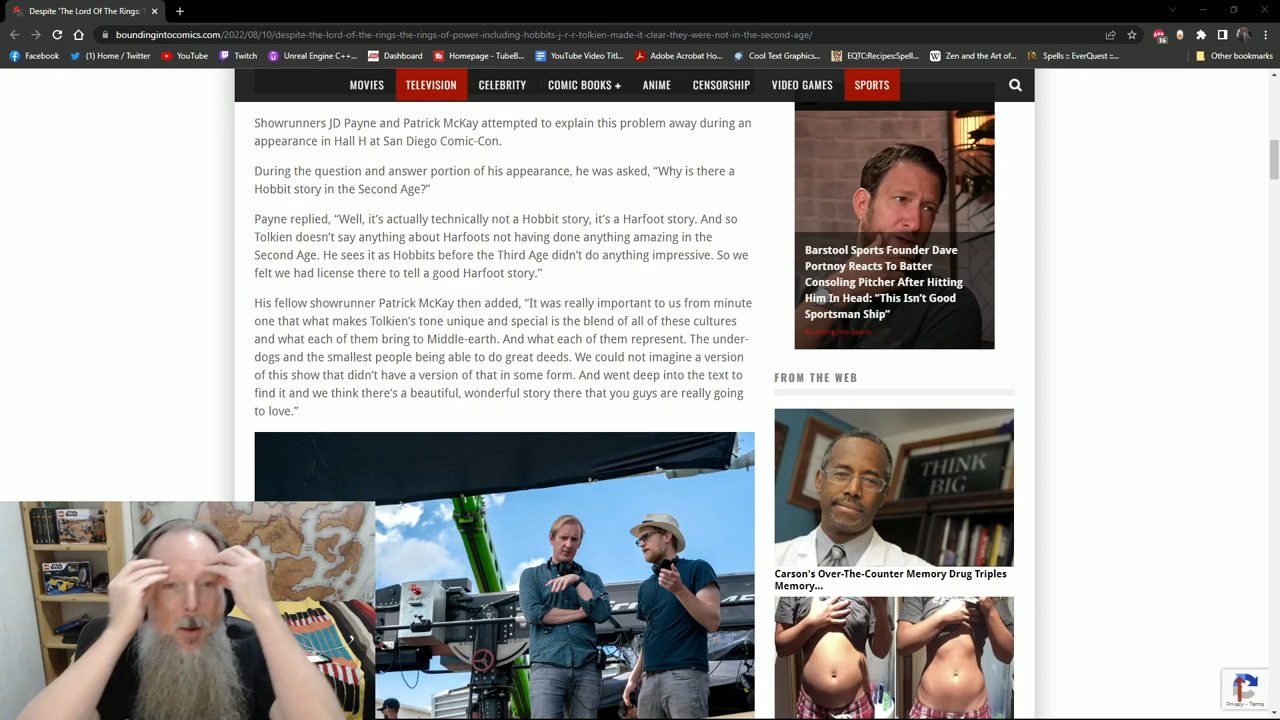 Despite 'The Lord Of The Rings: T
boundingintocomics.com/2022/08/10/despite-the-lord-of-the-rings-the-rings-of-power-including-hobbits-j-r-r-tolkien-made-it-clear-they-were-not-in-the-second-age/
16
Facebook (1) Home / Twitter YouTube Twitch Unreal Engine C++... Dashboard Homepage - TubeB... YouTube Video Titl... Adobe Acrobat Ho... Cool Text Graphics... EQTC:Recipes:Spell... Zen and the Art of... Spells :: EverQuest ::... Other bookmarks
MOVIES TELEVISION CELEBRITY COMIC BOOKS + ANIME CENSORSHIP VIDEO GAMES SPORTS
Showrunners JD Payne and Patrick McKay attempted to explain this problem away during an
appearance in Hall H at San Diego Comic-Con.
During the question and answer portion of his appearance, he was asked, “Why is there a
Hobbit story in the Second Age?”
Payne replied, “Well, it’s actually technically not a Hobbit story, it’s a Harfoot story. And so
Tolkien doesn’t say anything about Harfoots not having done anything amazing in the
Second Age. He sees it as Hobbits before the Third Age didn’t do anything impressive. So we
felt we had license there to tell a good Harfoot story.”
His fellow showrunner Patrick McKay then added, “It was really important to us from minute
one that what makes Tolkien’s tone unique and special is the blend of all of these cultures
and what each of them bring to Middle-earth. And what each of them represent. The under-
dogs and the smallest people being able to do great deeds. We could not imagine a version
of this show that didn’t have a version of that in some form. And went deep into the text to
find it and we think there’s a beautiful, wonderful story there that you guys are really going
to love.”
Barstool Sports Founder Dave
Portnoy Reacts To Batter
Consoling Pitcher After Hitting
Him In Head: “This Isn’t Good
Sportsman Ship”
Bounding Into Sports
FROM THE WEB
THINK
BIG
Carson's Over-The-Counter Memory Drug Triples
Memory...
Privacy - Terms